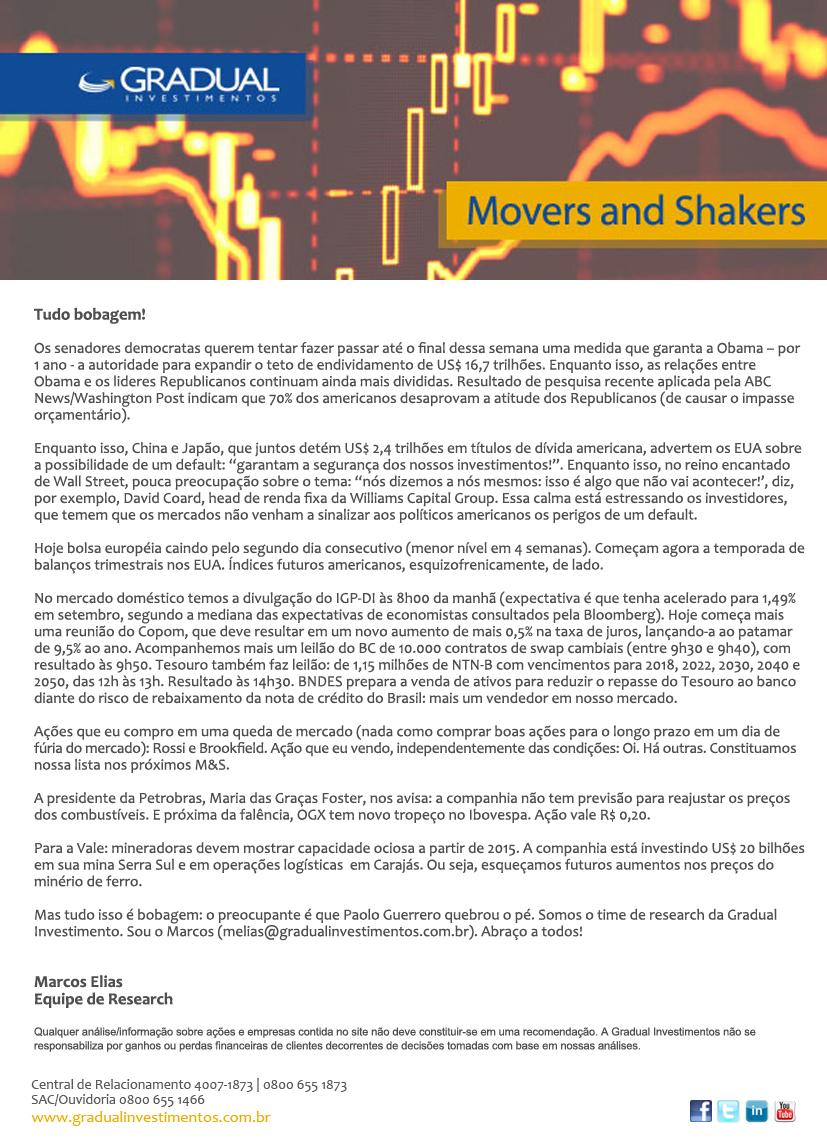 GRADUAL
INVESTIMENTOS
Movers and Shakers
Tudo bobagem!
Os senadores democratas querem tentar fazer passar até o final dessa semana uma medida que garanta a Obama – por
1 ano - a autoridade para expandir o teto de endividamento de US$ 16,7 trilhões. Enquanto isso, as relações entre
Obama e os lideres Republicanos continuam ainda mais divididas. Resultado de pesquisa recente aplicada pela ABC
News/Washington Post indicam que 70% dos americanos desaprovam a atitude dos Republicanos (de causar o impasse
orçamentário).
Enquanto isso, China e Japão, que juntos detém US$ 2,4 trilhões em títulos de dívida americana, advertem os EUA sobre
a possibilidade de um default: “garantam a segurança dos nossos investimentos!”. Enquanto isso, no reino encantado
de Wall Street, pouca preocupação sobre o tema: “nós dizemos a nós mesmos: isso é algo que não vai acontecer!’, diz,
por exemplo, David Coard, head de renda fixa da Williams Capital Group. Essa calma está estressando os investidores,
que temem que os mercados não venham a sinalizar aos políticos americanos os perigos de um default.
Hoje bolsa européia caindo pelo segundo dia consecutivo (menor nível em 4 semanas). Começam agora a temporada de
balanços trimestrais nos EUA. Índices futuros americanos, esquizofrenicamente, de lado.
No mercado doméstico temos a divulgação do IGP-DI às 8h00 da manhã (expectativa é que tenha acelerado para 1,49%
em setembro, segundo a mediana das expectativas de economistas consultados pela Bloomberg). Hoje começa mais
uma reunião do Copom, que deve resultar em um novo aumento de mais 0,5% na taxa de juros, lançando-a ao patamar
de 9,5% ao ano. Acompanhemos mais um leilão do BC de 10.000 contratos de swap cambiais (entre 9h30 e 9h40), com
resultado às 9h50. Tesouro também faz leilão: de 1,15 milhões de NTN-B com vencimentos para 2018, 2022, 2030, 2040 e
2050, das 12h às 13h. Resultado às 14h30. BNDES prepara a venda de ativos para reduzir o repasse do Tesouro ao banco
diante do risco de rebaixamento da nota de crédito do Brasil: mais um vendedor em nosso mercado.
Ações que eu compro em uma queda de mercado (nada como comprar boas ações para o longo prazo em um dia de
fúria do mercado): Rossi e Brookfield. Ação que eu vendo, independentemente das condições: Oi. Há outras. Constituamos
nossa lista nos próximos M&S.
A presidente da Petrobras, Maria das Graças Foster, nos avisa: a companhia não tem previsão para reajustar os preços
dos combustíveis. E próxima da falência, OGX tem novo tropeço no Ibovespa. Ação vale R$ 0,20.
Para a Vale: mineradoras devem mostrar capacidade ociosa a partir de 2015. A companhia está investindo US$ 20 bilhões
em sua mina Serra Sul e em operações logísticas em Carajás. Ou seja, esqueçamos futuros aumentos nos preços do
minério de ferro.
Mas tudo isso é bobagem: o preocupante é que Paolo Guerrero quebrou o pé. Somos o time de research da Gradual
Investimento. Sou o Marcos (melias@gradualinvestimentos.com.br). Abraço a todos!
Marcos Elias
Equipe de Research
Qualquer análise/informação sobre ações e empresas contida no site não deve constituir-se em uma recomendação. A Gradual Investimentos não se
responsabiliza por ganhos ou perdas financeiras de clientes decorrentes de decisões tomadas com base em nossas análises.
Central de Relacionamento 4007-1873 | 0800 655 1873
SAC/Ouvidoria 0800 655 1466
www.gradualinvestimentos.com.br
f t in You Tube